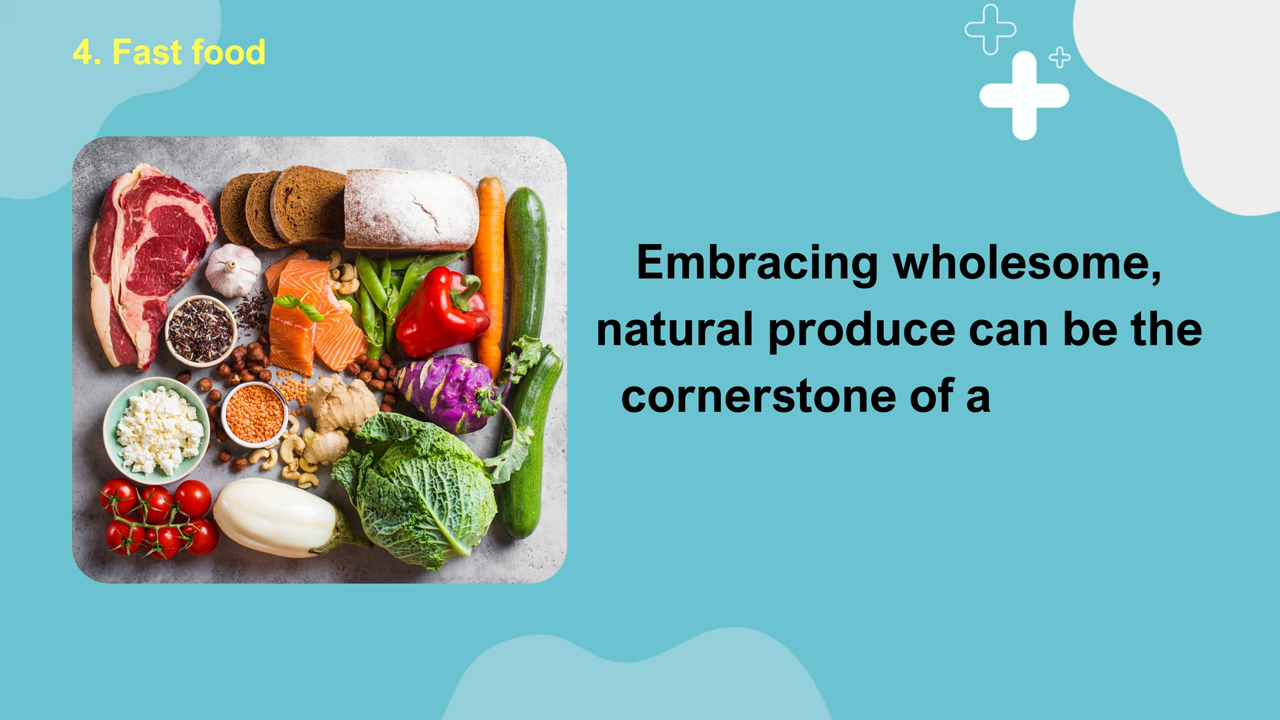 4. Fast food
Embracing wholesome,
natural produce can be the
cornerstone of a